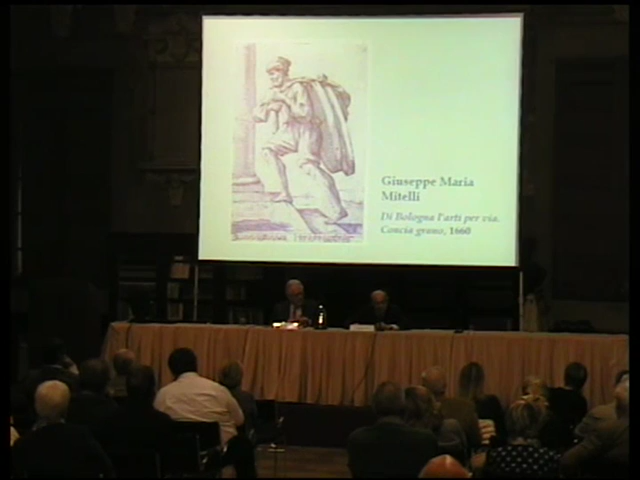 Giuseppe Maria
Mitelli
Di Bologna l'arti per via.
Concia grano, 1660